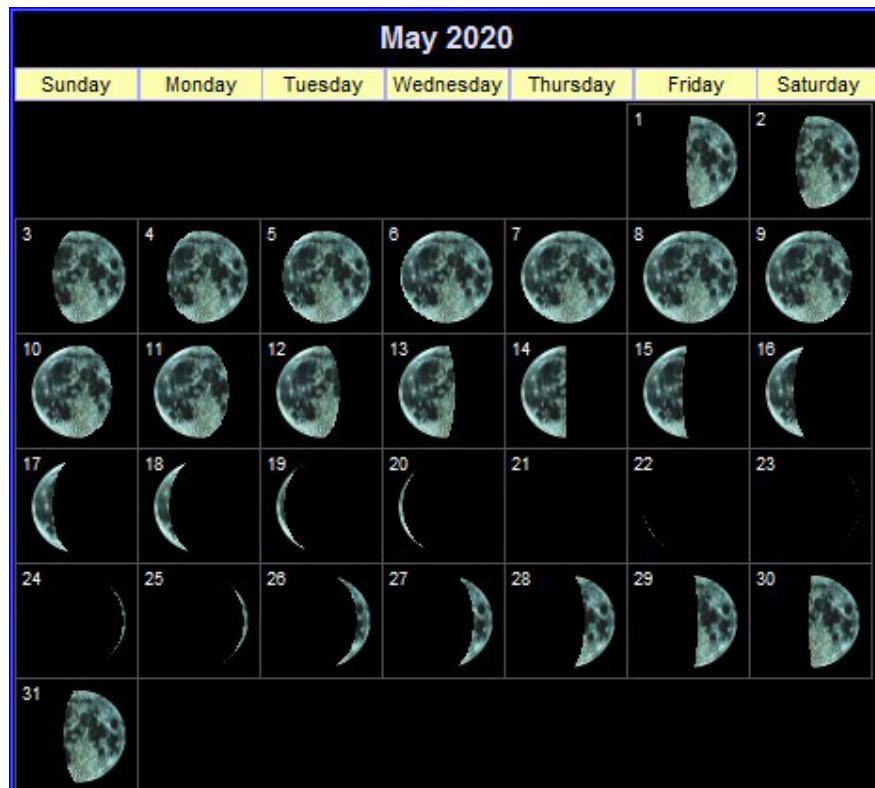 May 2020
Sunday Monday Tuesday Wednesday Thursday Friday Saturday
1 2
3 4 5 6 7 8 9
10 11 12 13 14 15 16
17 18 19 20 21 22 23
24 25 26 27 28 29 30
31